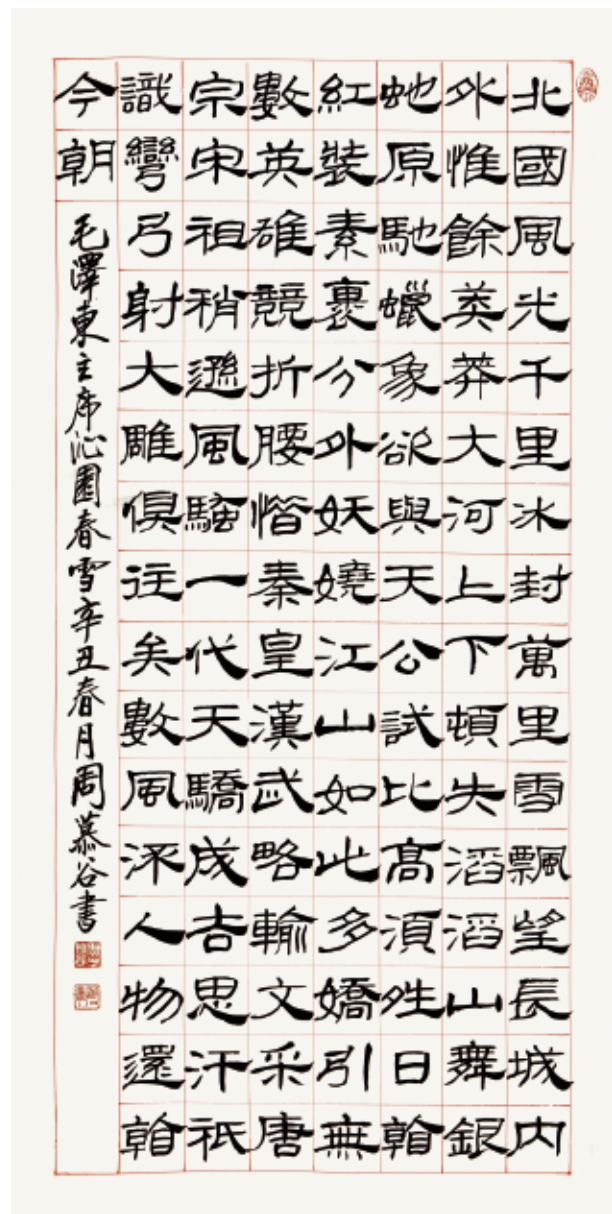 北國風光千里冰封萬里雪飄望長城內
外惟餘莽莽大河上下頓失滔滔山舞銀
虵原馳蠟象欲與天公試比高須夝日看
紅裝素裹分外妖嬈江山如此多嬌引無
數英雄競折腰惜秦皇漢武略輸文采唐
宗宋祖稍遜風騷一代天驕成吉思汗祇
識彎弓射大雕俱往矣數風流人物還看
今朝
毛澤東主席沁園春雪辛丑春月周慕谷書